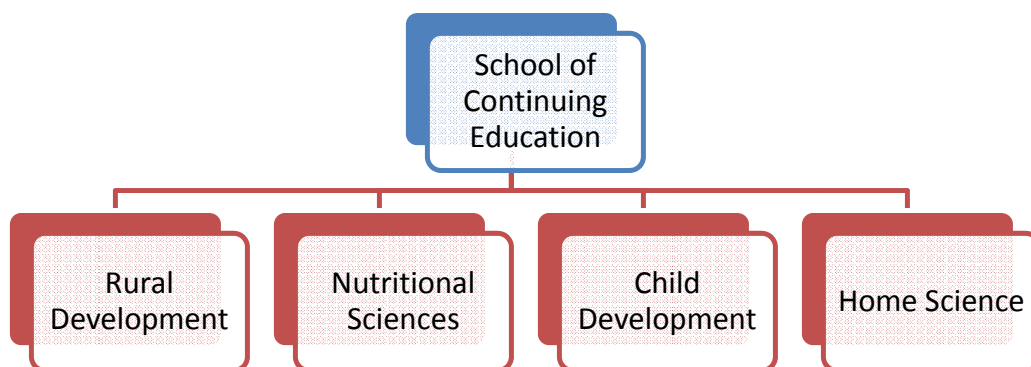 School of
Continuing
Education
Rural
Development
Nutritional
Sciences
Child
Development
Home Science